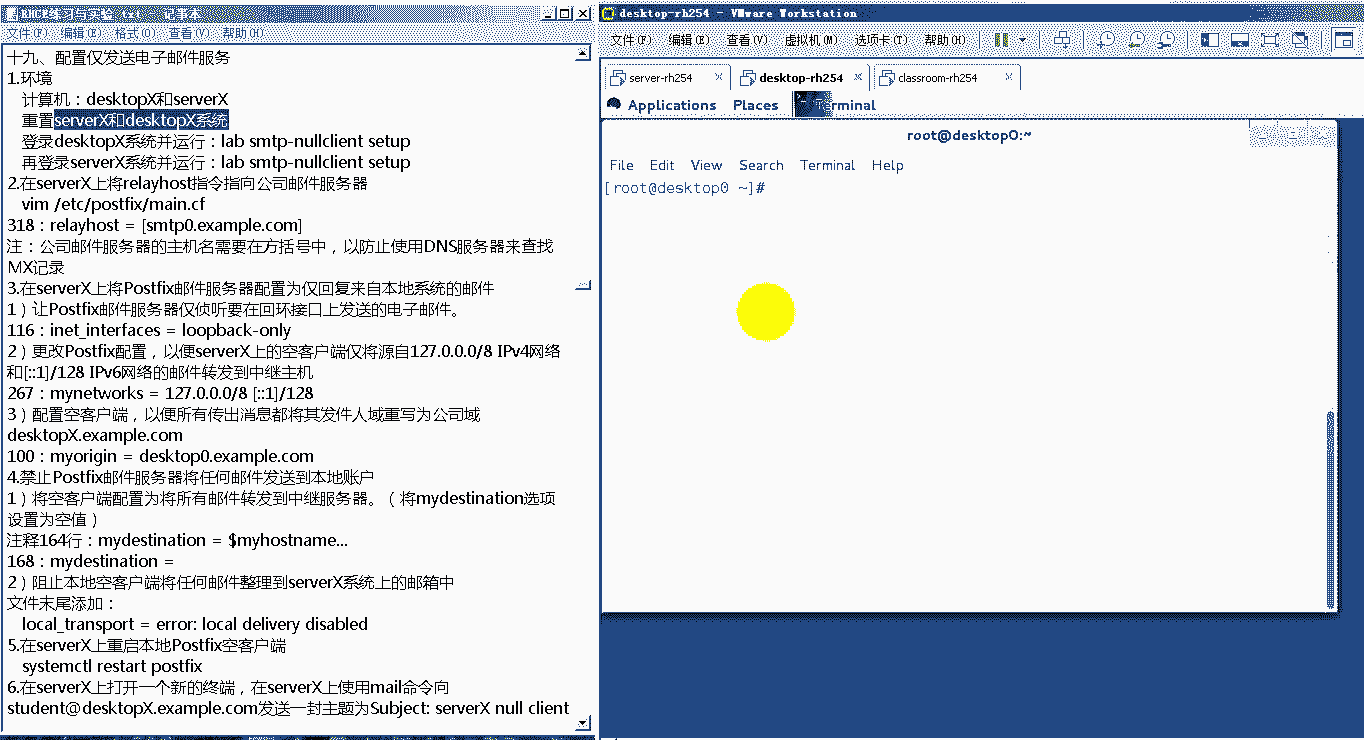 RHCE练习与实验.txt - 记事本
文件(F) 编辑(E) 格式(O) 查看(V) 帮助(H)
十九、配置仅发送电子邮件服务
1.环境
计算机：desktopX和serverX
重置serverX和desktopX系统
登录desktopX系统并运行：lab smtp-nullclient setup
再登录serverX系统并运行：lab smtp-nullclient setup
2.在serverX上将relayhost指令指向公司邮件服务器
vim /etc/postfix/main.cf
318：relayhost = [smtp0.example.com]
注：公司邮件服务器的主机名需要在方括号中，以防止使用DNS服务器来查找
MX记录
3.在serverX上将Postfix邮件服务器配置为仅回复来自本地系统的邮件
1）让Postfix邮件服务器仅侦听要在回环接口上发送的电子邮件。
116：inet_interfaces = loopback-only
2）更改Postfix配置，以便serverX上的空客户端仅将源自127.0.0.0/8 IPv4网络
和[::1]/128 IPv6网络的邮件转发到中继主机
267：mynetworks = 127.0.0.0/8 [::1]/128
3）配置空客户端，以便所有传出消息都将其发件人域重写为公司域
desktopX.example.com
100：myorigin = desktop0.example.com
4.禁止Postfix邮件服务器将任何邮件发送到本地账户
1）将空客户端配置为将所有邮件转发到中继服务器。（将mydestination选项
设置为空值）
注释164行：mydestination = $myhostname...
168：mydestination =
2）阻止本地空客户端将任何邮件整理到serverX系统上的邮箱中
文件末尾添加：
local_transport = error: local delivery disabled
5.在serverX上重启本地Postfix空客户端
systemctl restart postfix
6.在serverX上打开一个新的终端，在serverX上使用mail命令向
student@desktopX.example.com发送一封主题为Subject: serverX null client
desktop-rh254 - VMware Workstation
文件(F) 编辑(E) 查看(V) 虚拟机(M) 选项卡(T) 帮助(H)
server-rh254 desktop-rh254 classroom-rh254
Applications Places Terminal
root@desktop0:~
File Edit View Search Terminal Help
[root@desktop0 ~]#